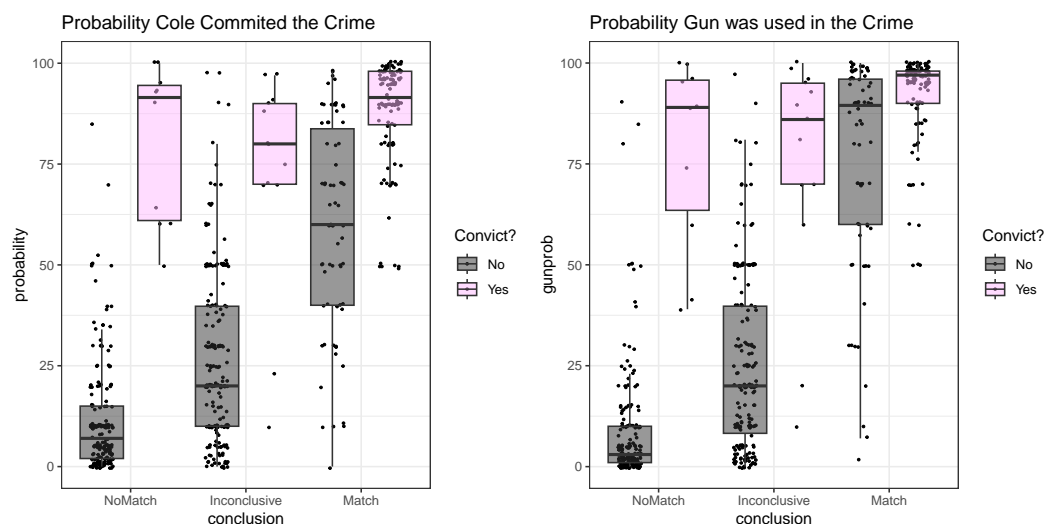 Probability Cole Commited the Crime
100
75
50
25
0
probability
NoMatch
Inconclusive
Match
conclusion
Convict?
No
Yes
Probability Gun was used in the Crime
100
75
50
25
0
gunprob
NoMatch
Inconclusive
Match
conclusion
Convict?
No
Yes